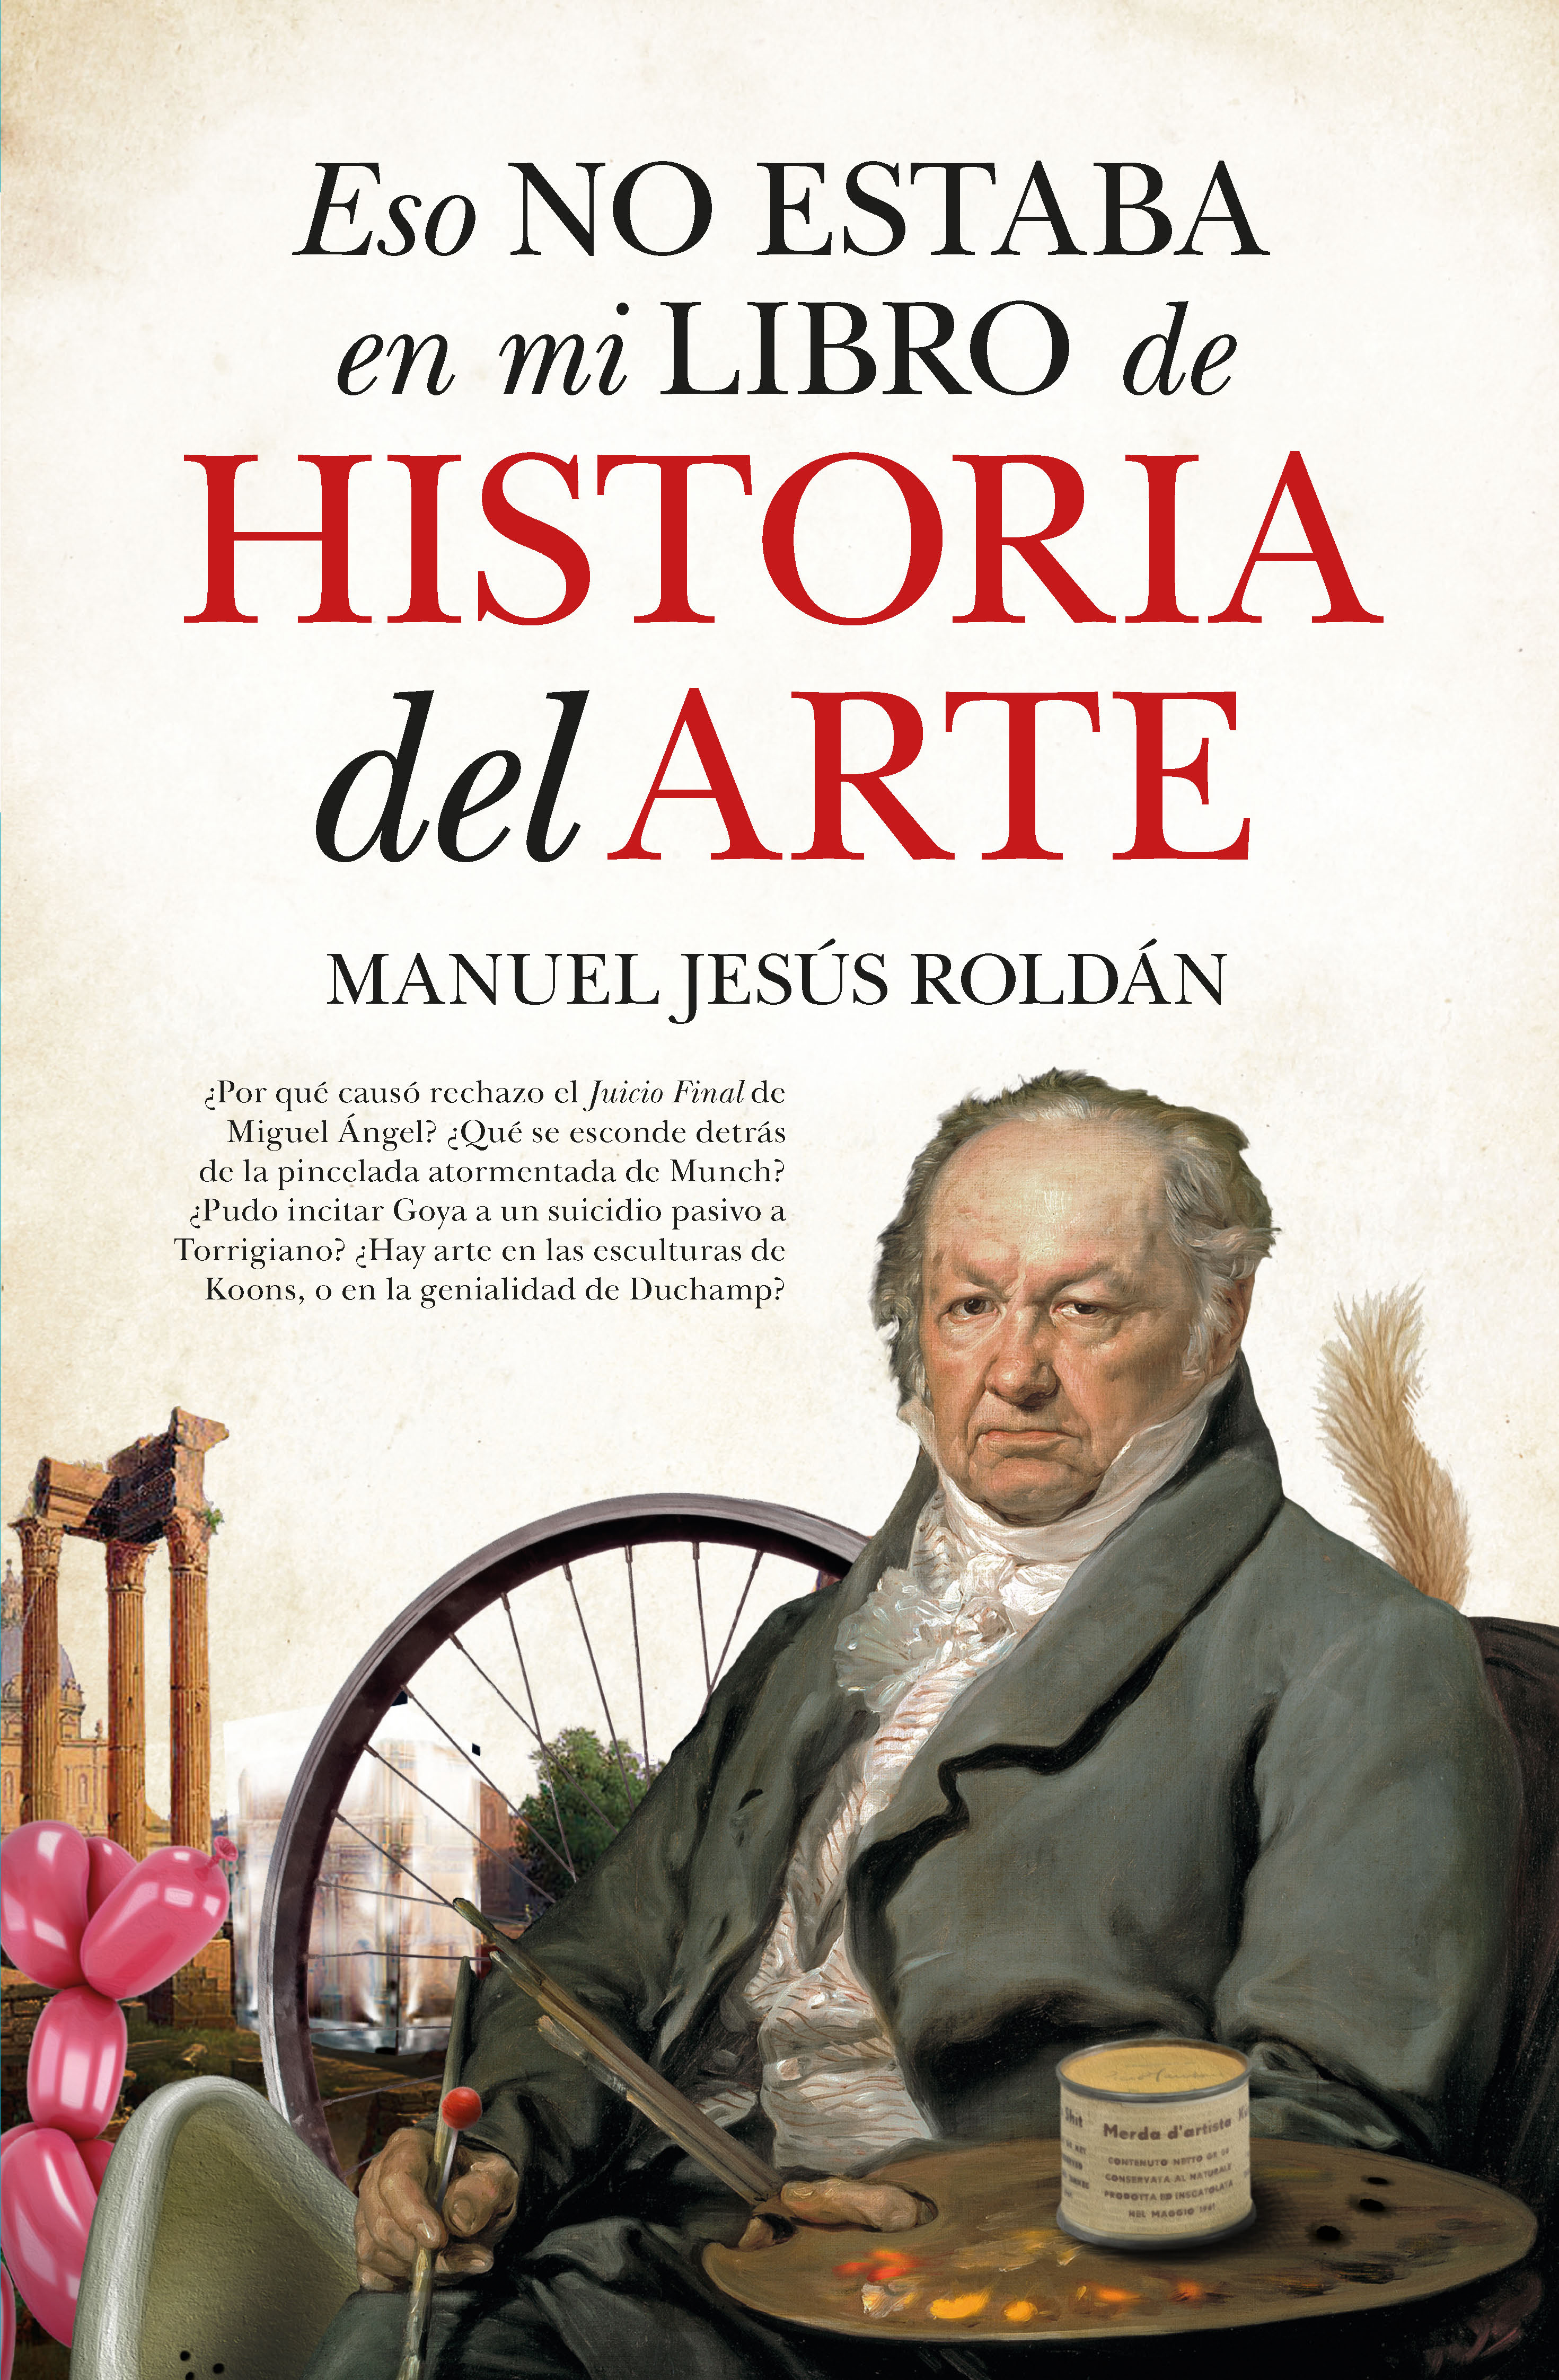 Eso NO ESTABA
en mi LIBRO de
HISTORIA
del ARTE
MANUEL JESÚS ROLDÁN
¿Por qué causó rechazo el Juicio Final de
Miguel Ángel? ¿Qué se esconde detrás
de la pincelada atormentada de Munch?
¿Pudo incitar Goya a un suicidio pasivo a
Torrigiano? ¿Hay arte en las esculturas de
Koons, o en la genialidad de Duchamp?
Shit
Merda d'artista
CONTENUTO NETTO GR
CONSERVATA AL NATURALE
PRODOTTA ED INSCATOLATA
NEL MAGGIO 1961